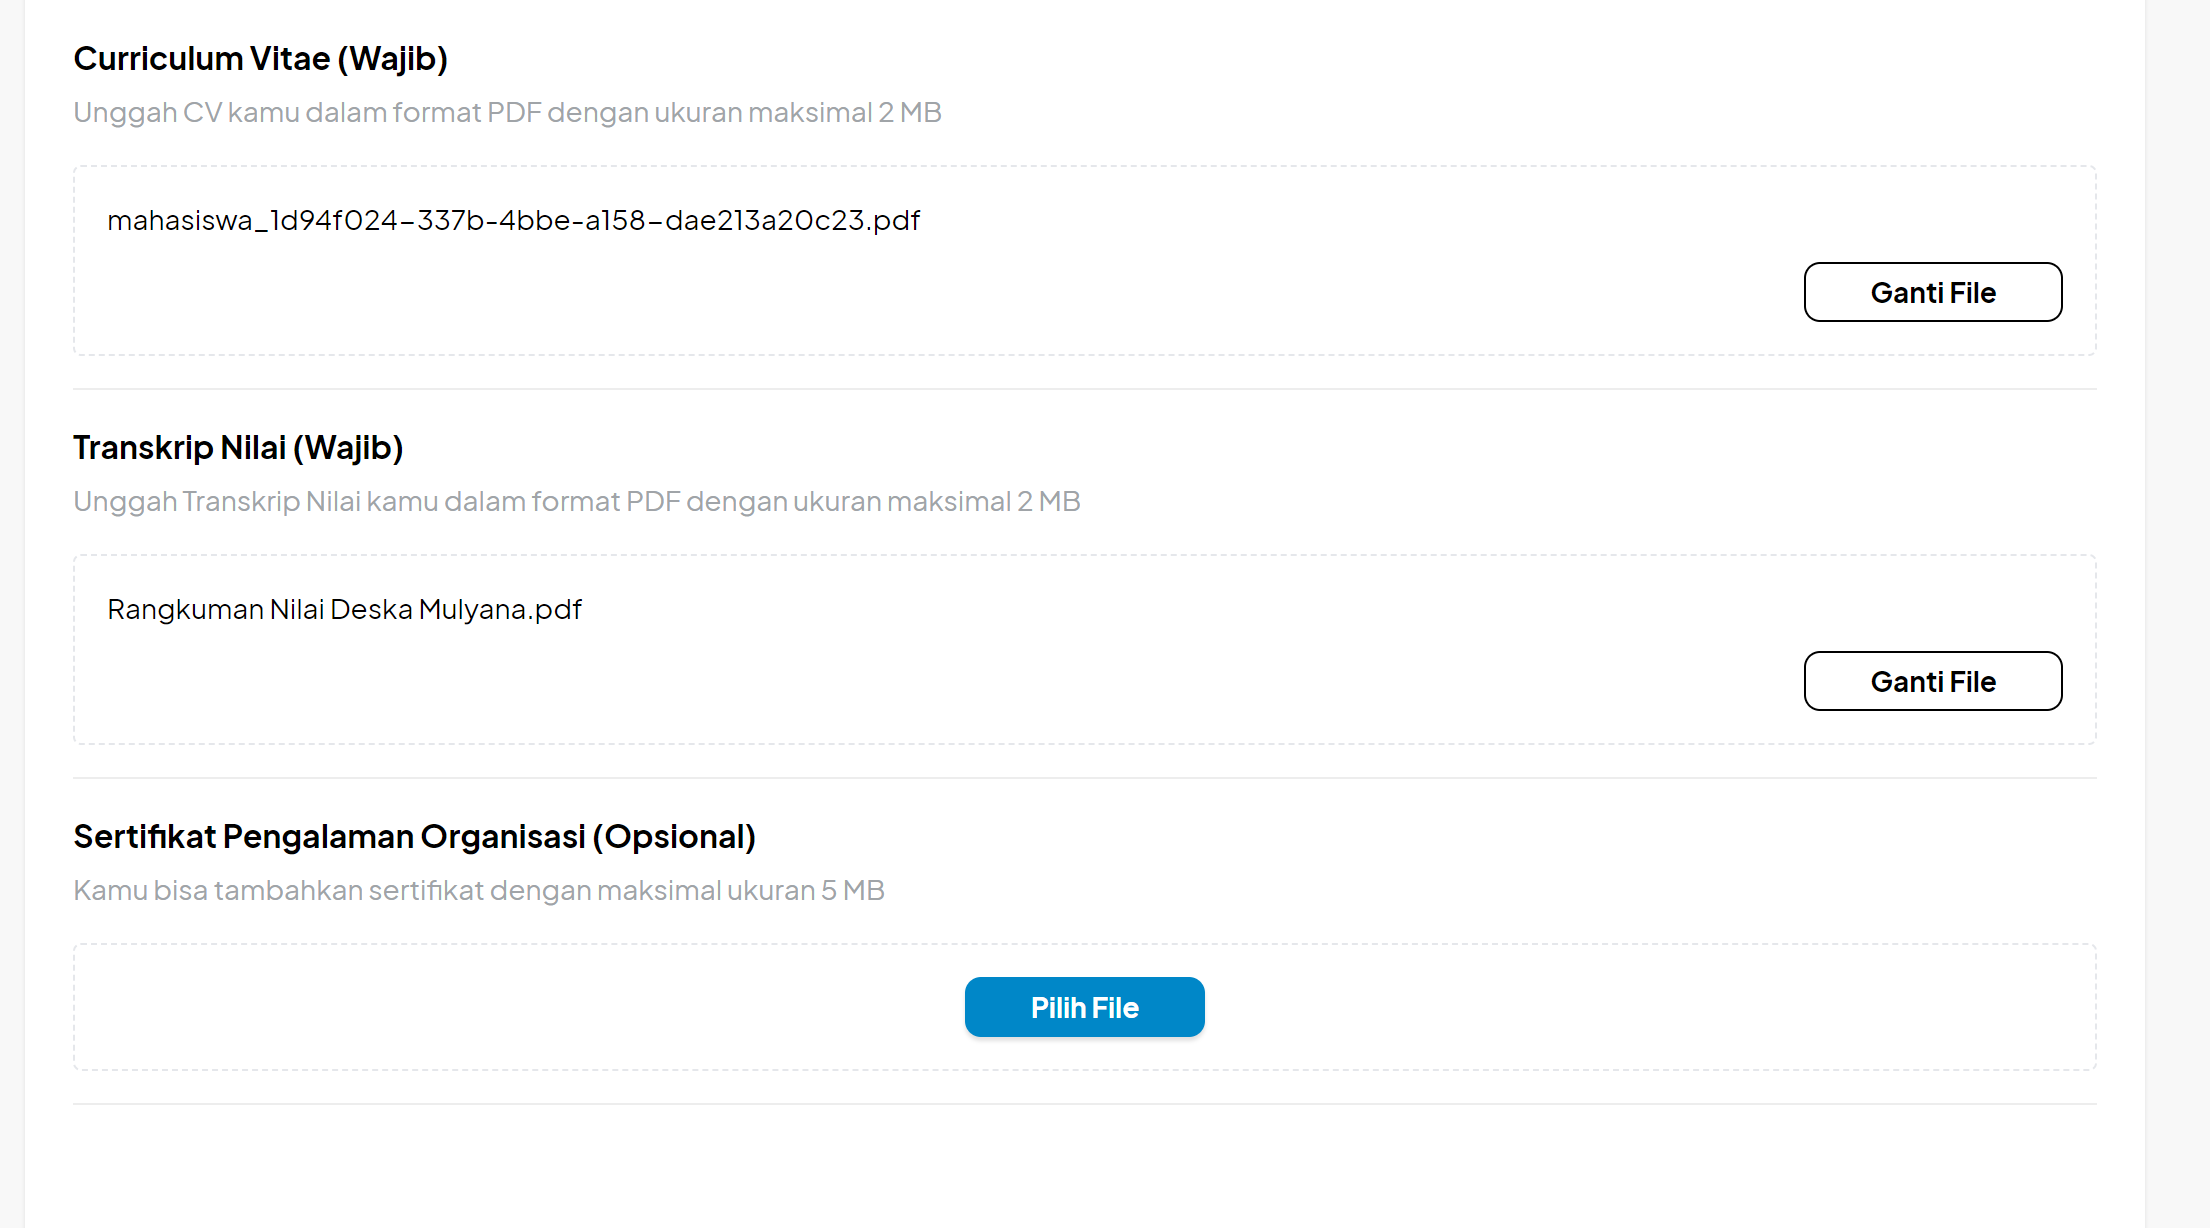 Curriculum Vitae (Wajib)
Unggah CV kamu dalam format PDF dengan ukuran maksimal 2 MB
mahasiswa_1d94f024-337b-4bbe-a158-dae213a20c23.pdf
Ganti File
Transkrip Nilai (Wajib)
Unggah Transkrip Nilai kamu dalam format PDF dengan ukuran maksimal 2 MB
Rangkuman Nilai Deska Mulyana.pdf
Ganti File
Sertifikat Pengalaman Organisasi (Opsional)
Kamu bisa tambahkan sertifikat dengan maksimal ukuran 5 MB
Pilih File